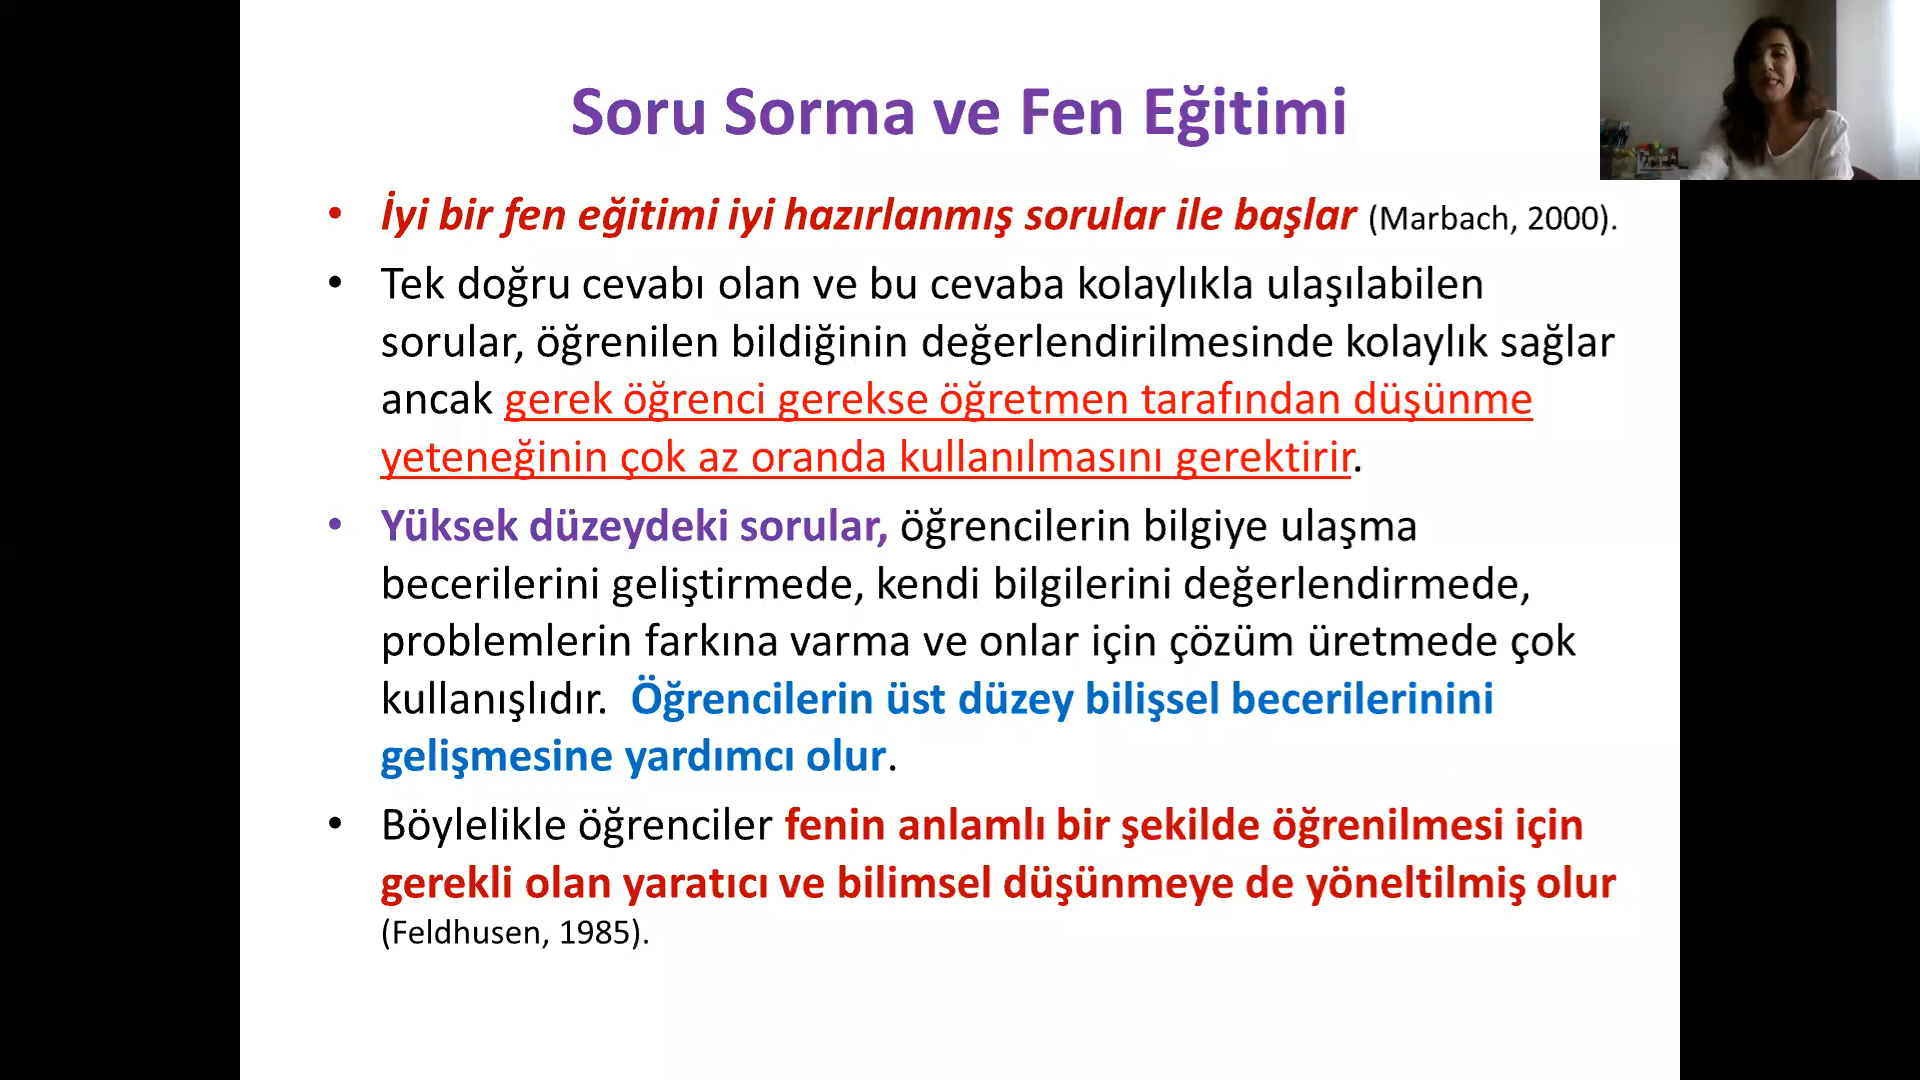 Soru Sorma ve Fen Eğitimi
• İyi bir fen eğitimi iyi hazırlanmış sorular ile başlar (Marbach, 2000).
• Tek doğru cevabı olan ve bu cevaba kolaylıkla ulaşılabilen
sorular, öğrenilen bildiğinin değerlendirilmesinde kolaylık sağlar
ancak gerek öğrenci gerekse öğretmen tarafından düşünme
yeteneğinin çok az oranda kullanılmasını gerektirir.
• Yüksek düzeydeki sorular, öğrencilerin bilgiye ulaşma
becerilerini geliştirmede, kendi bilgilerini değerlendirmede,
problemlerin farkına varma ve onlar için çözüm üretmede çok
kullanışlıdır. Öğrencilerin üst düzey bilişsel becerilerinini
gelişmesine yardımcı olur.
• Böylelikle öğrenciler fenin anlamlı bir şekilde öğrenilmesi için
gerekli olan yaratıcı ve bilimsel düşünmeye de yöneltilmiş olur
(Feldhusen, 1985).